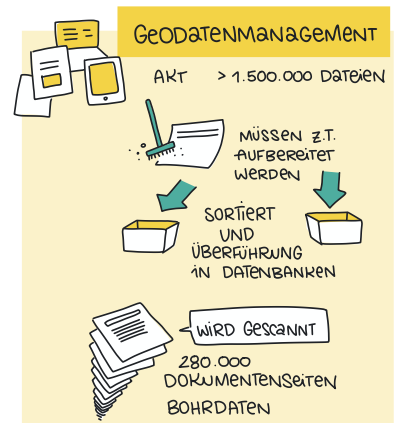 GEODATENMANAGEMENT
AKT > 1.500.000 DATEIEN
MÜSSEN Z.T.
AUFBEREITET
WERDEN
SORTIERT
UND
ÜBERFÜHRUNG
IN DATENBANKEN
WIRD GESCANNT
280.000
DOKUMENTENSEITEN
BOHRDATEN